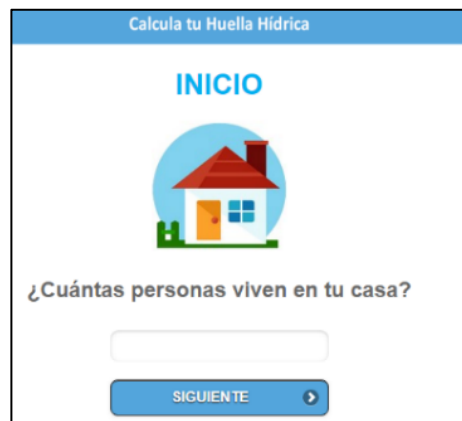 Calcula tu Huella Hídrica
INICIO
¿Cuántas personas viven en tu casa?
SIGUIENTE